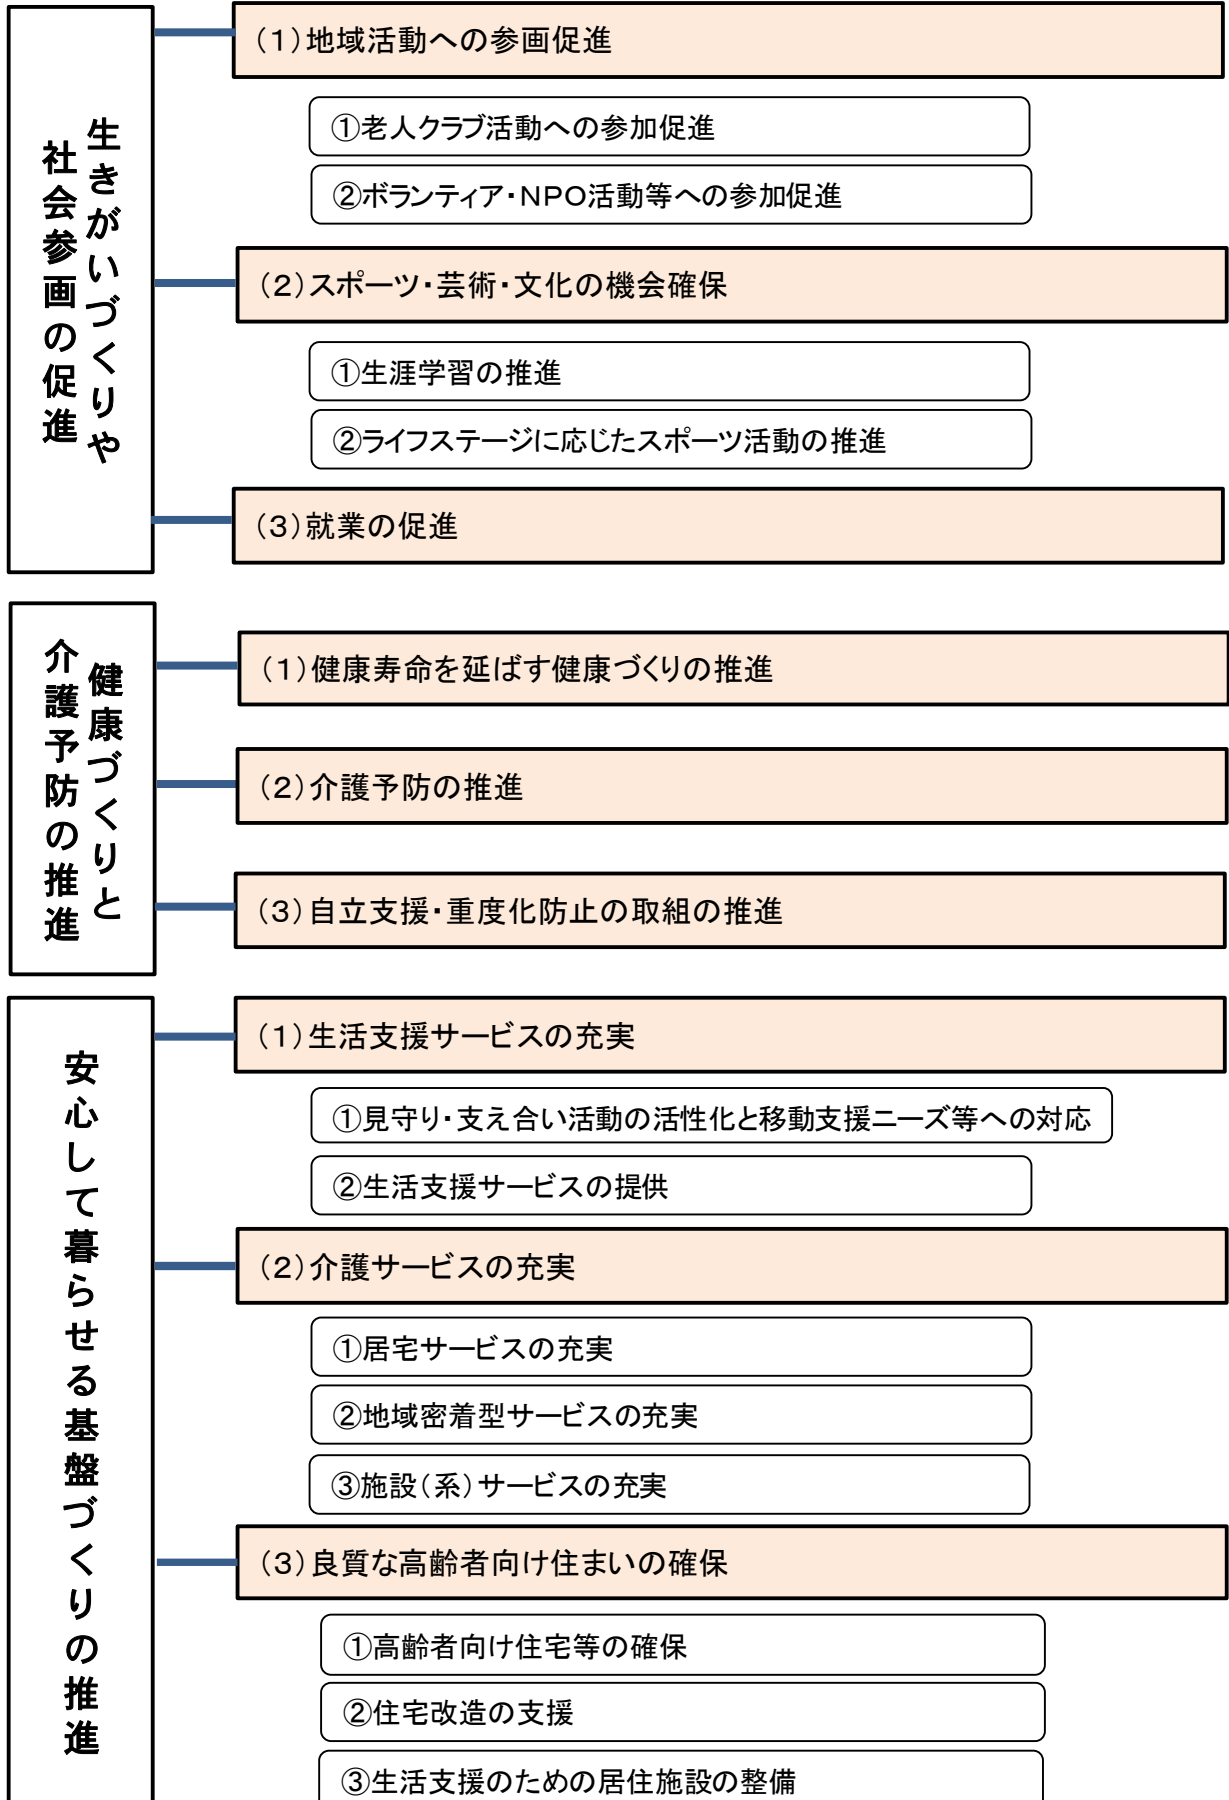 生きがいづくりや
社会参画の促進
（１）地域活動への参画促進
①老人クラブ活動への参加促進
②ボランティア・ＮＰＯ活動等への参加促進
（２）スポーツ・芸術・文化の機会確保
①生涯学習の推進
②ライフステージに応じたスポーツ活動の推進
（３）就業の促進
健康づくりと
介護予防の推進
（１）健康寿命を延ばす健康づくりの推進
（２）介護予防の推進
（３）自立支援・重度化防止の取組の推進
安心して暮らせる基盤づくりの推進
（１）生活支援サービスの充実
①見守り・支え合い活動の活性化と移動支援ニーズ等への対応
②生活支援サービスの提供
（２）介護サービスの充実
①居宅サービスの充実
②地域密着型サービスの充実
③施設（系）サービスの充実
（３）良質な高齢者向け住まいの確保
①高齢者向け住宅等の確保
②住宅改造の支援
③生活支援のための居住施設の整備